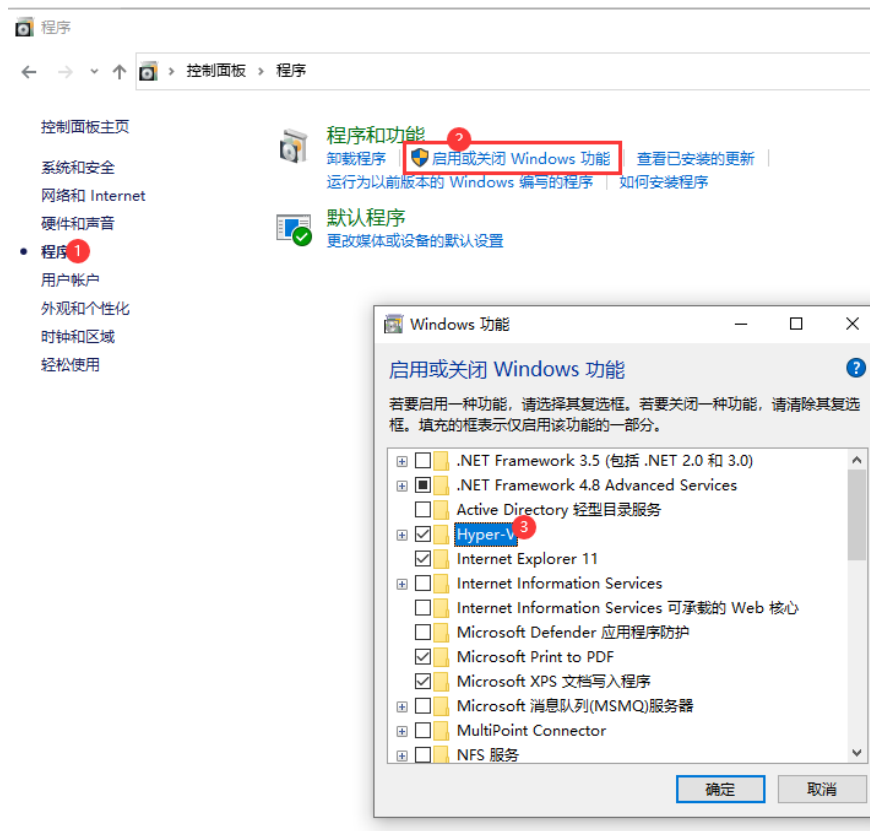 程序
控制面板 › 程序
控制面板主页
系统和安全
网络和 Internet
硬件和声音
程序 1
用户帐户
外观和个性化
时钟和区域
轻松使用
程序和功能
2
卸载程序 启用或关闭 Windows 功能 查看已安装的更新
运行为以前版本的 Windows 编写的程序 如何安装程序
默认程序
更改媒体或设备的默认设置
Windows 功能
启用或关闭 Windows 功能
若要启用一种功能，请选择其复选框。若要关闭一种功能，请清除其复选
框。填充的框表示仅启用该功能的一部分。
.NET Framework 3.5 (包括 .NET 2.0 和 3.0)
.NET Framework 4.8 Advanced Services
Active Directory 轻型目录服务
Hyper-V 3
Internet Explorer 11
Internet Information Services
Internet Information Services 可承载的 Web 核心
Microsoft Defender 应用程序防护
Microsoft Print to PDF
Microsoft XPS 文档写入程序
Microsoft 消息队列(MSMQ)服务器
MultiPoint Connector
NFS 服务
确定 取消